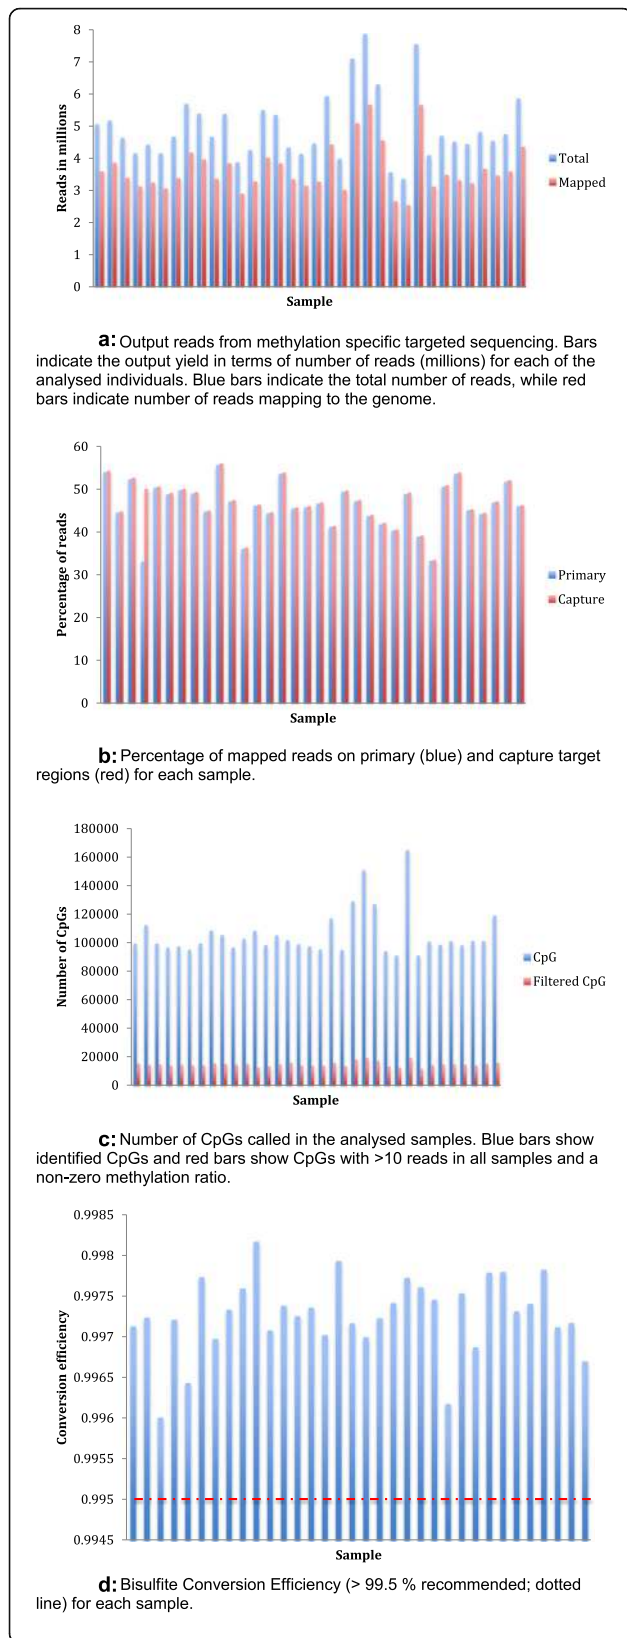 8
7
6
5
4
3
2
1
0
Reads in millions
Total
Mapped
Sample
a: Output reads from methylation specific targeted sequencing. Bars
indicate the output yield in terms of number of reads (millions) for each of the
analysed individuals. Blue bars indicate the total number of reads, while red
bars indicate number of reads mapping to the genome.
60
50
40
30
20
10
0
Percentage of reads
Primary
Capture
Sample
b: Percentage of mapped reads on primary (blue) and capture target
regions (red) for each sample.
180000
160000
140000
120000
100000
80000
60000
40000
20000
0
Number of CpGs
CpG
Filtered CpG
Sample
c: Number of CpGs called in the analysed samples. Blue bars show
identified CpGs and red bars show CpGs with >10 reads in all samples and a
non-zero methylation ratio.
0.9985
0.998
0.9975
0.997
0.9965
0.996
0.9955
0.995
0.9945
Conversion efficiency
Sample
d: Bisulfite Conversion Efficiency (> 99.5 % recommended; dotted
line) for each sample.